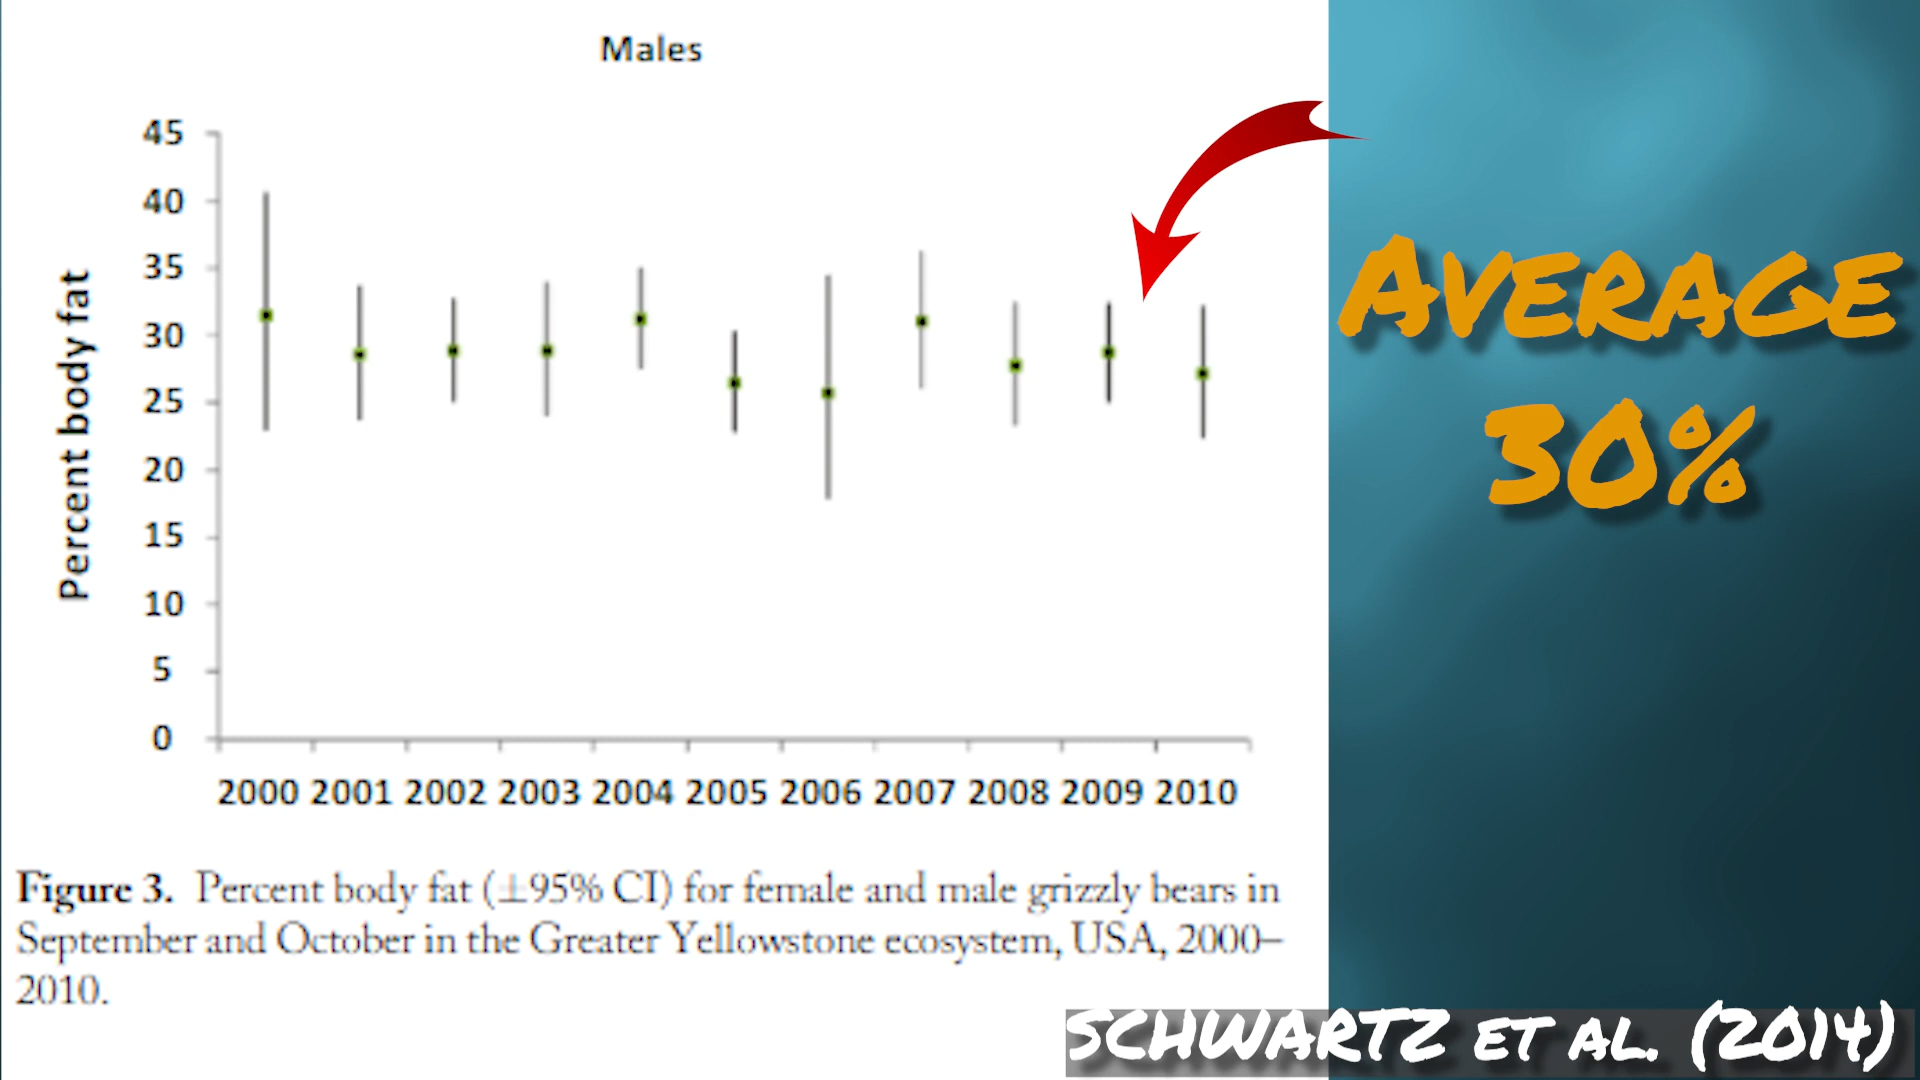 Males
45
40
35
30
25
20
15
10
5
0
Percent body fat
2000 2001 2002 2003 2004 2005 2006 2007 2008 2009 2010
Figure 3. Percent body fat (±95% CI) for female and male grizzly bears in
September and October in the Greater Yellowstone ecosystem, USA, 2000–
2010.
AVERAGE
30%
SCHWARTZ ET AL. (2014)